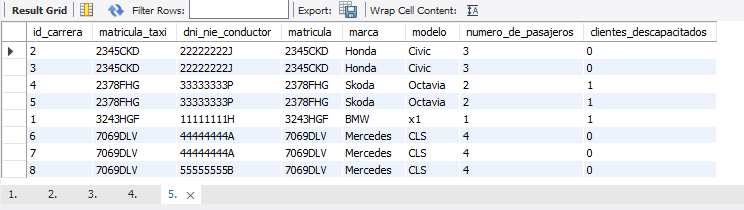 Result Grid Filter Rows: Export: Wrap Cell Content:
id_carrera matricula_taxi dni_nie_conductor matricula marca modelo numero_de_pasajeros clientes_descapacitados
2 2345CKD 22222222J 2345CKD Honda Civic 3 0
3 2345CKD 22222222J 2345CKD Honda Civic 3 0
4 2378FHG 33333333P 2378FHG Skoda Octavia 2 1
5 2378FHG 33333333P 2378FHG Skoda Octavia 2 1
1 3243HGF 11111111H 3243HGF BMW x1 1 1
6 7069DLV 44444444A 7069DLV Mercedes CLS 4 0
7 7069DLV 44444444A 7069DLV Mercedes CLS 4 0
8 7069DLV 55555555B 7069DLV Mercedes CLS 4 0
1. 2. 3. 4. 5.